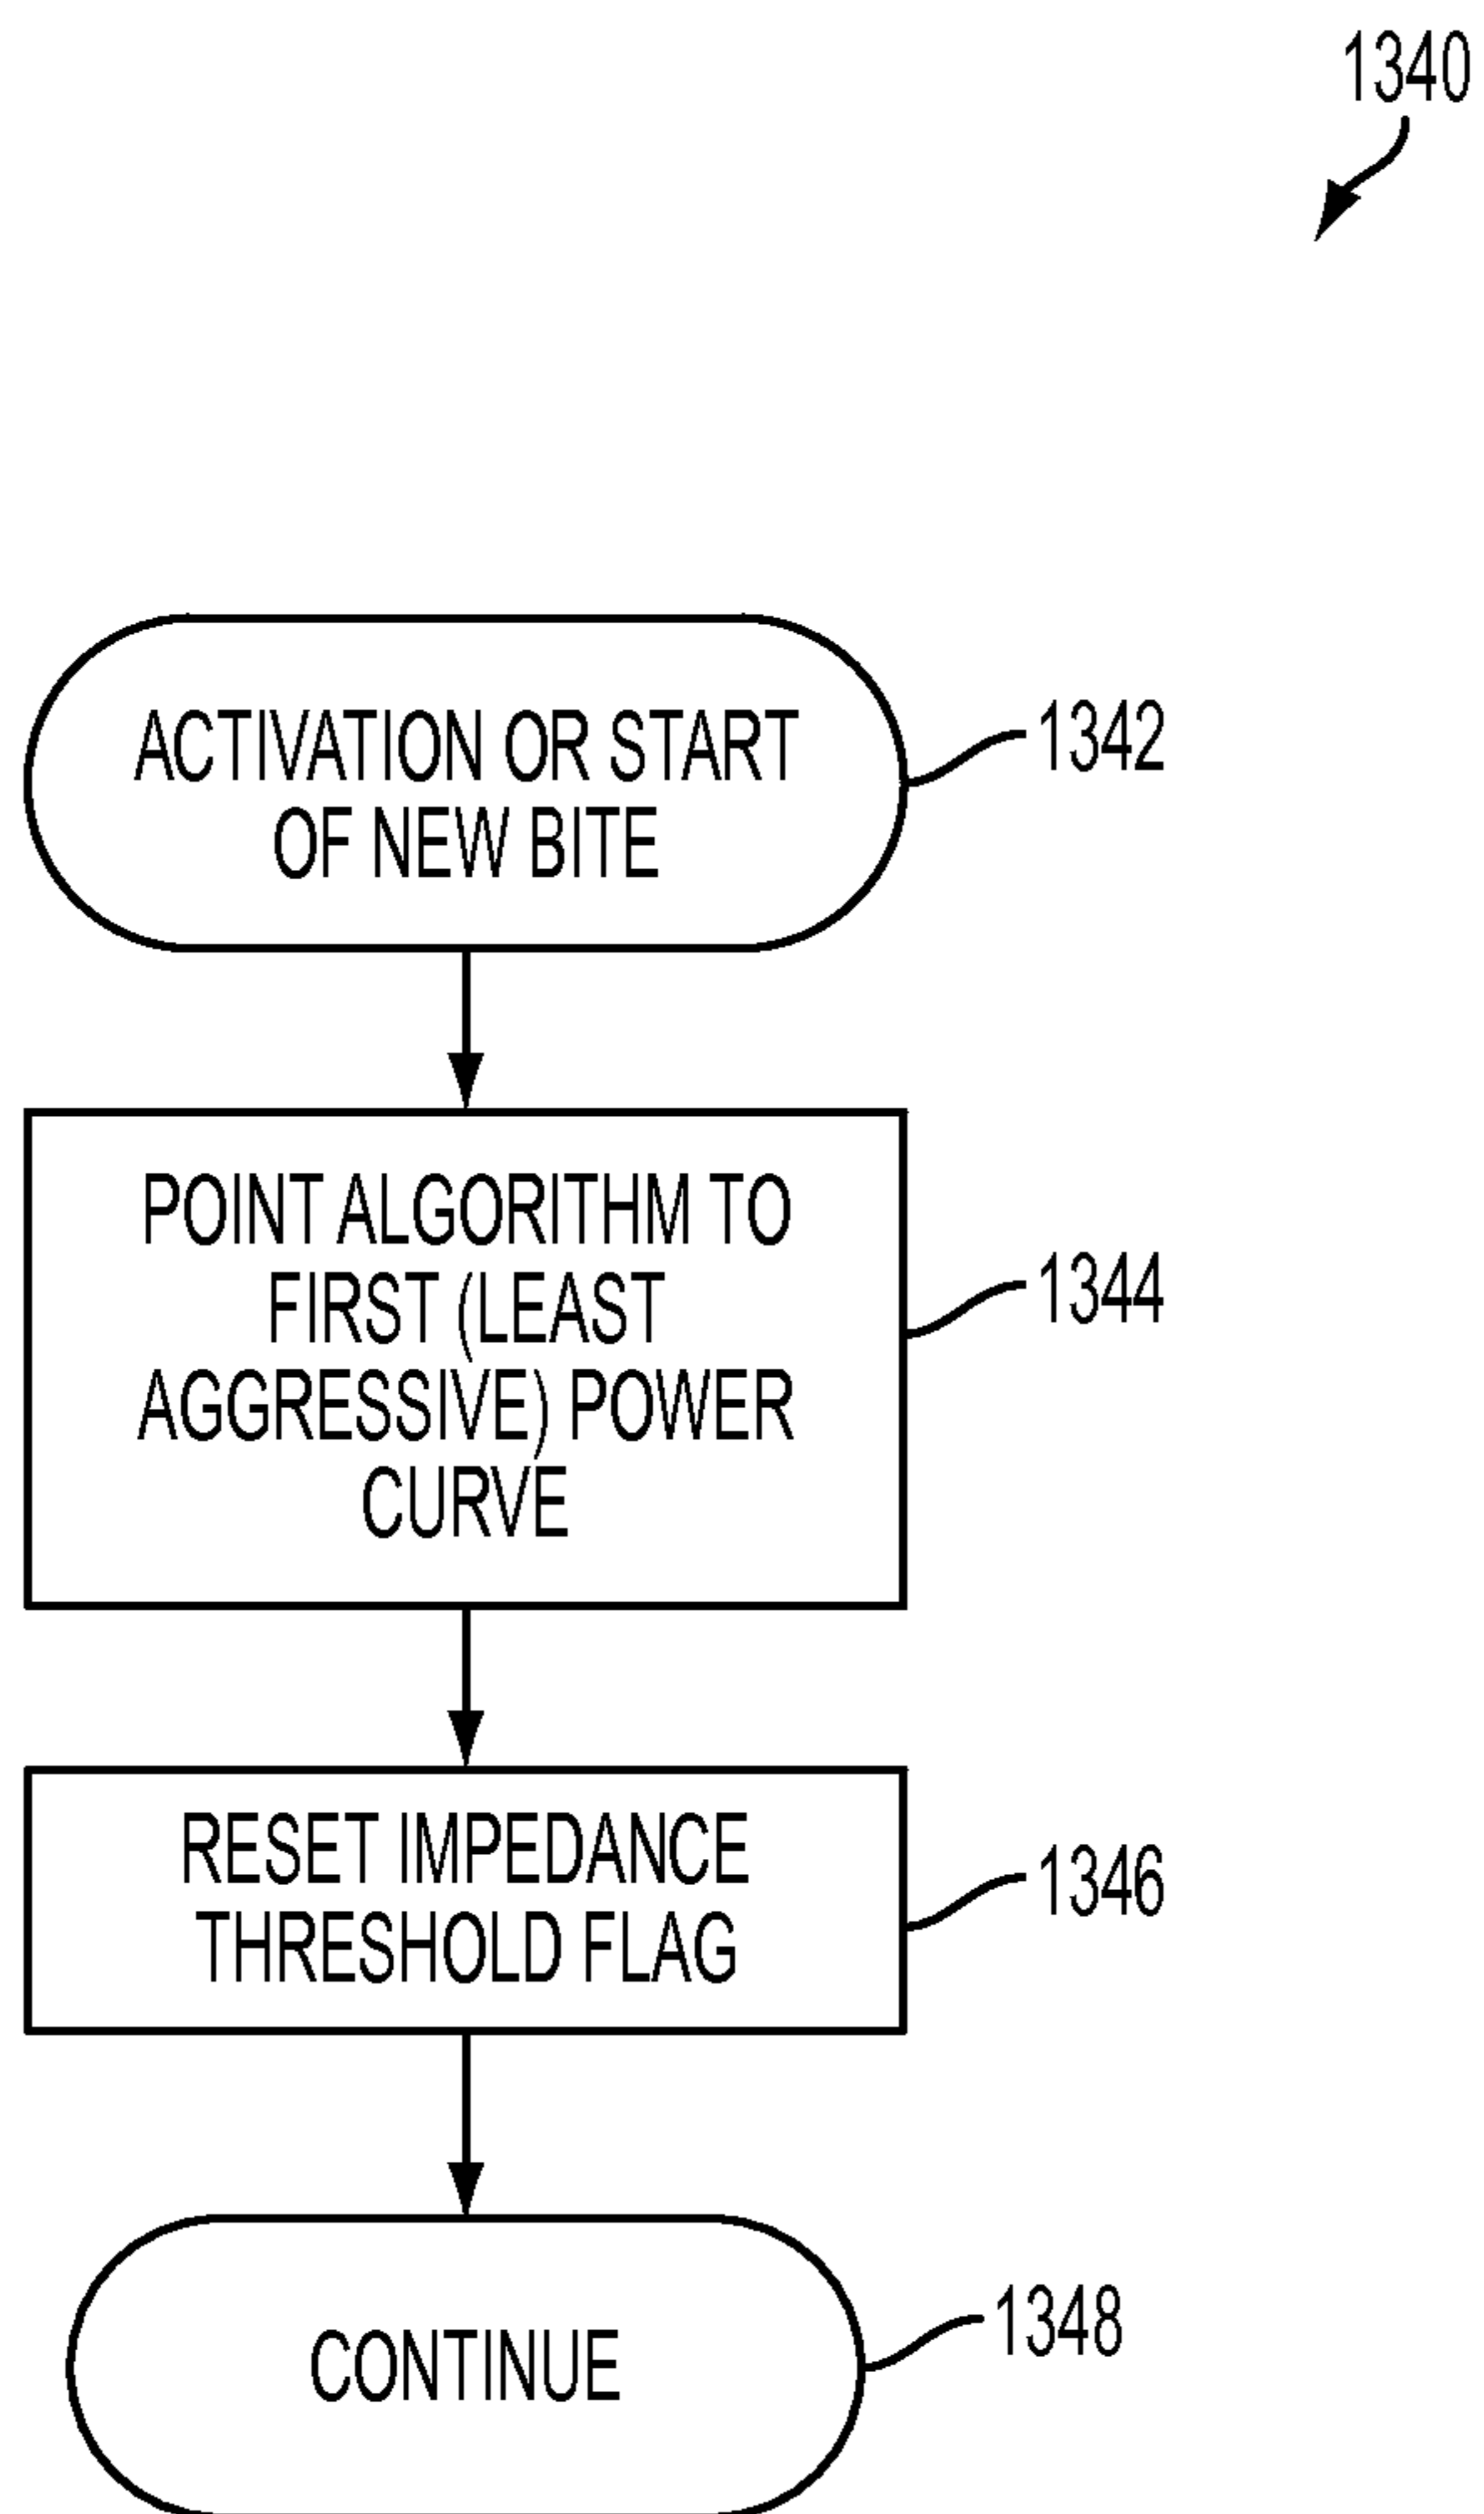 1340
ACTIVATION OR START
OF NEW BITE
1342
POINT ALGORITHM TO
FIRST (LEAST
AGGRESSIVE) POWER
CURVE
1344
RESET IMPEDANCE
THRESHOLD FLAG
1346
CONTINUE
1348